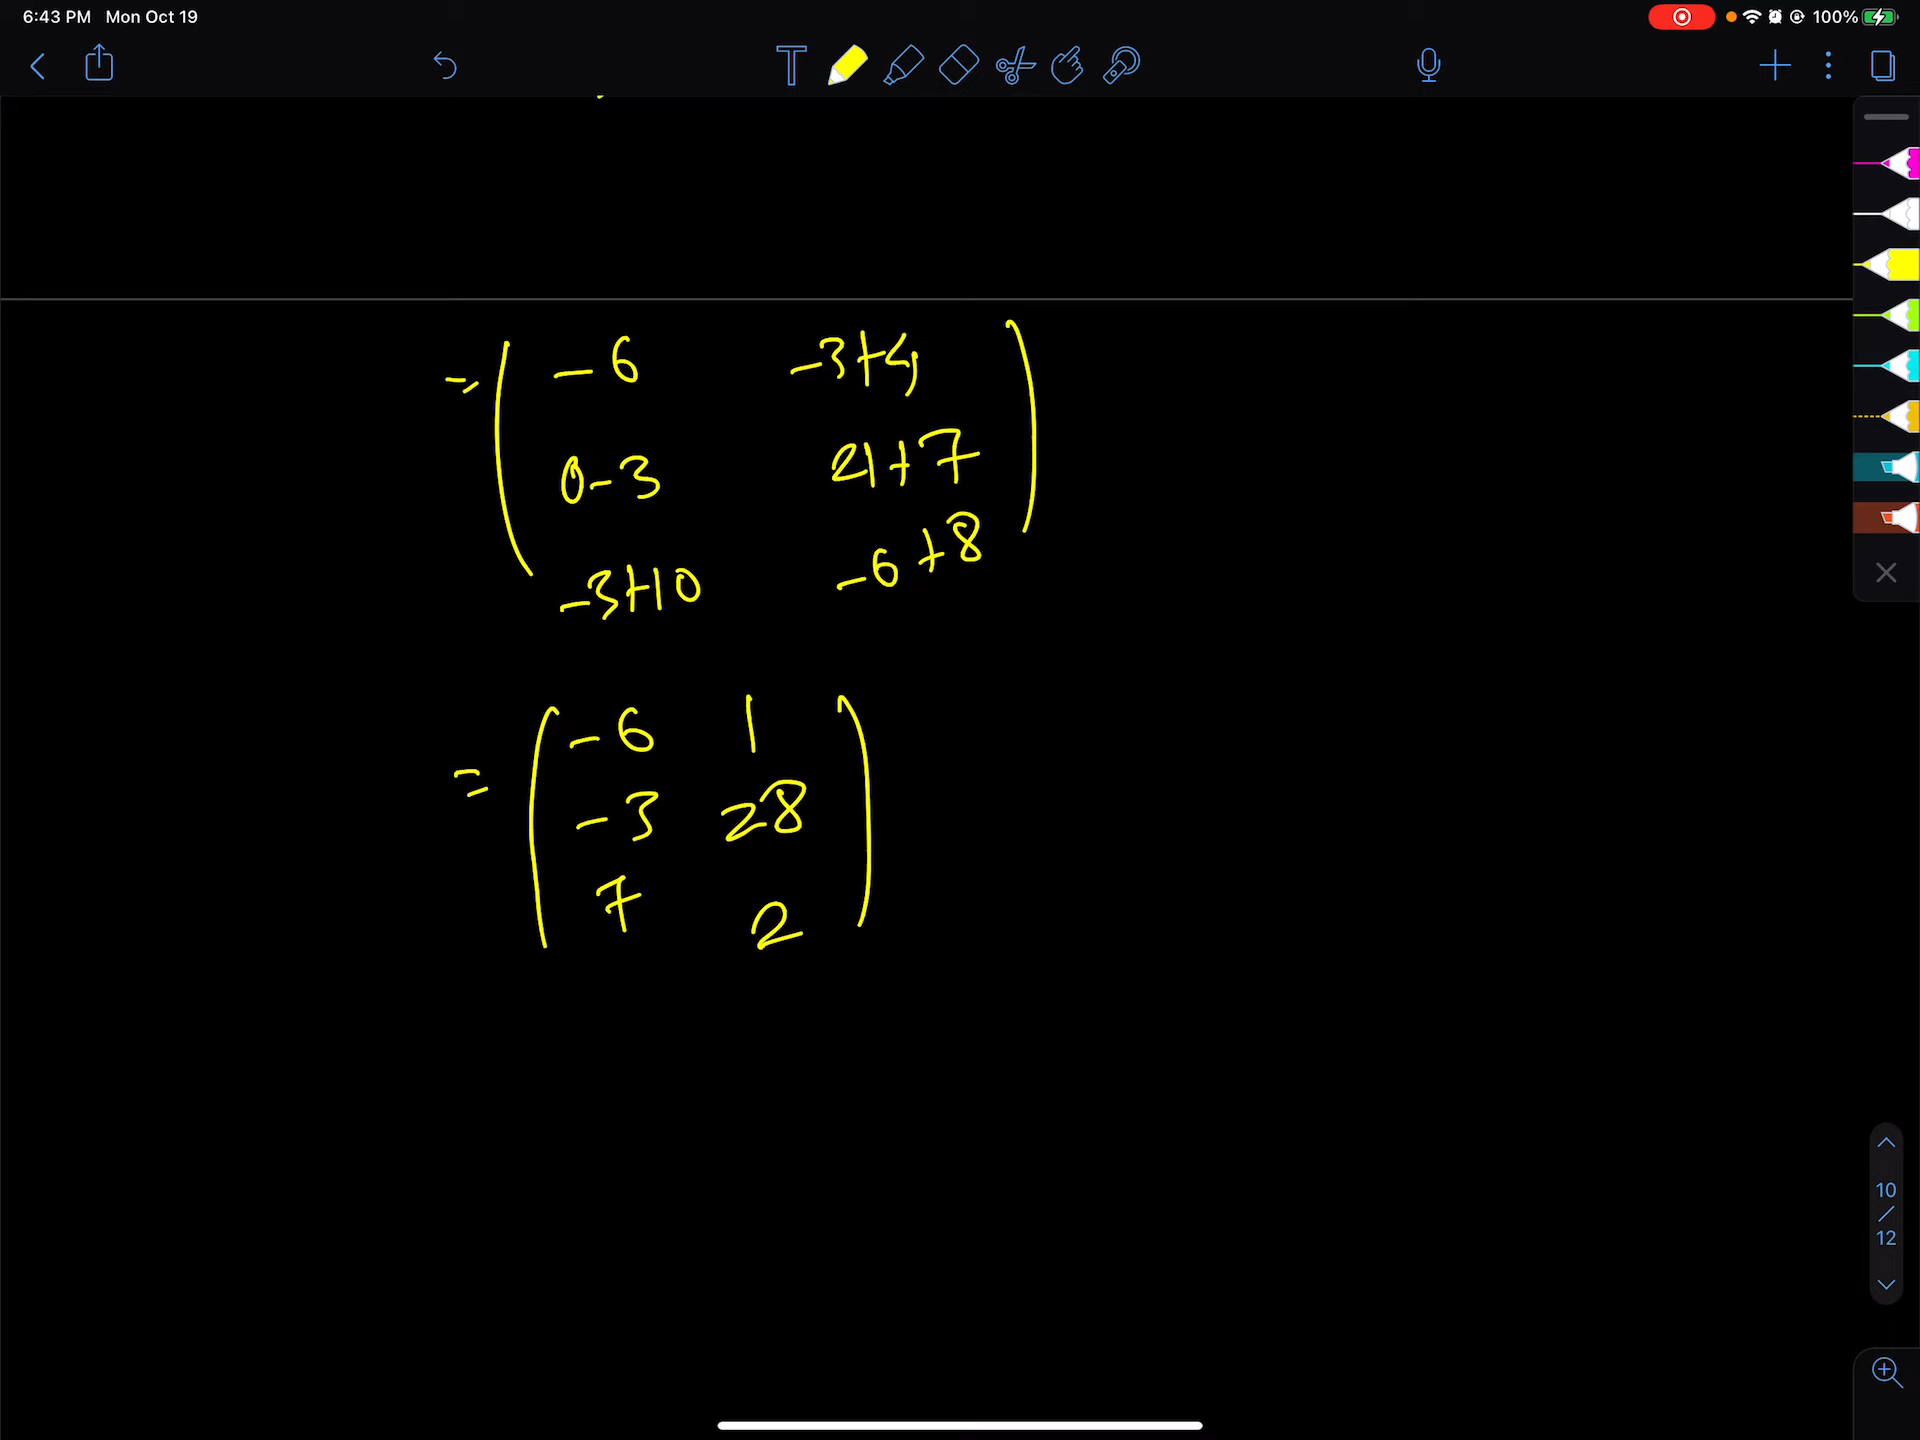 6:43 PM Mon Oct 19
100%
T
= ( -6 -3+4 )
0-3 21+7
-3+10 -6+8
= ( -6 1 )
-3 28
7 2
10
/
12